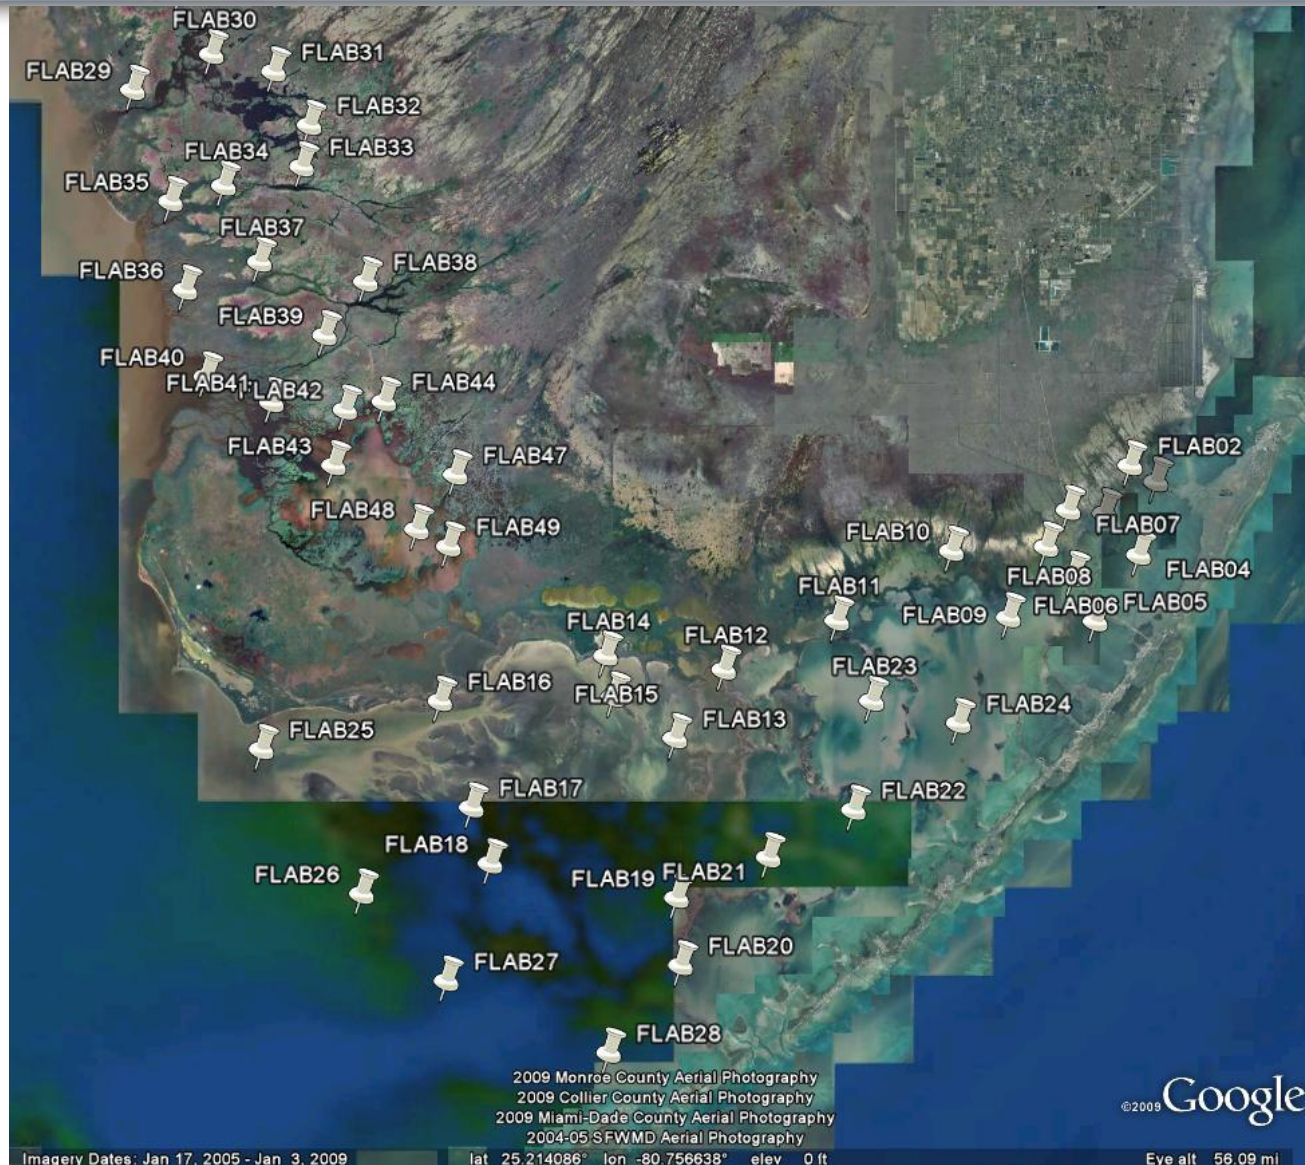 FLAB30
FLAB31
FLAB29
FLAB32
FLAB33
FLAB34
FLAB35
FLAB37
FLAB38
FLAB36
FLAB39
FLAB40
FLAB41
FLAB42
FLAB44
FLAB43
FLAB47
FLAB02
FLAB48
FLAB49
FLAB10
FLAB07
FLAB04
FLAB08
FLAB11
FLAB09
FLAB06
FLAB05
FLAB14
FLAB12
FLAB23
FLAB16
FLAB15
FLAB13
FLAB24
FLAB25
FLAB17
FLAB22
FLAB18
FLAB26
FLAB19
FLAB21
FLAB20
FLAB27
FLAB28
2009 Monroe County Aerial Photography
2009 Collier County Aerial Photography
2009 Miami-Dade County Aerial Photography
2004-05 SFWMD Aerial Photography
©2009 Google
Imagery Dates: Jan 17, 2005 - Jan 3, 2009 lat 25.214086° lon -80.756638° elev 0 ft Eye alt 56.09 mi